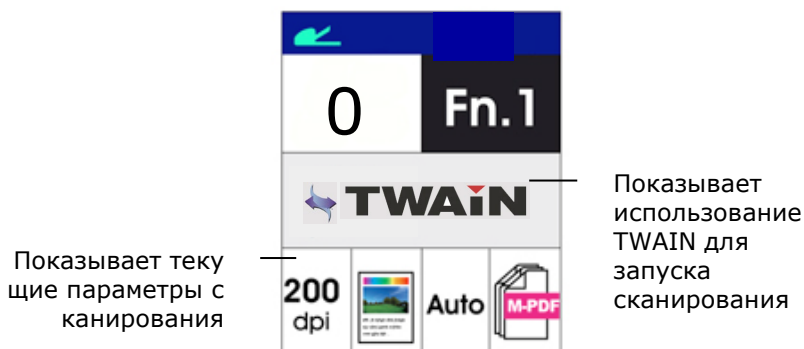 0
Fn.1
TWAIN
Показывает
использование
TWAIN для
запуска
сканирования
Показывает теку
щие параметры с
канирования
200
dpi
Auto
M-PDF